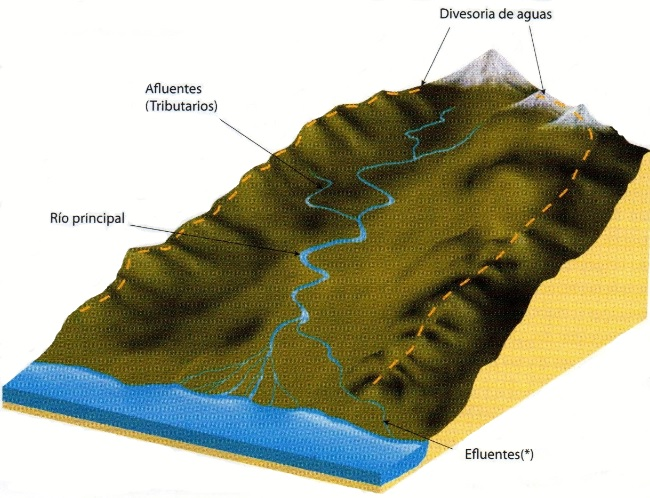 Divesoria de aguas
Afluentes
(Tributarios)
Río principal
Efluentes(*)